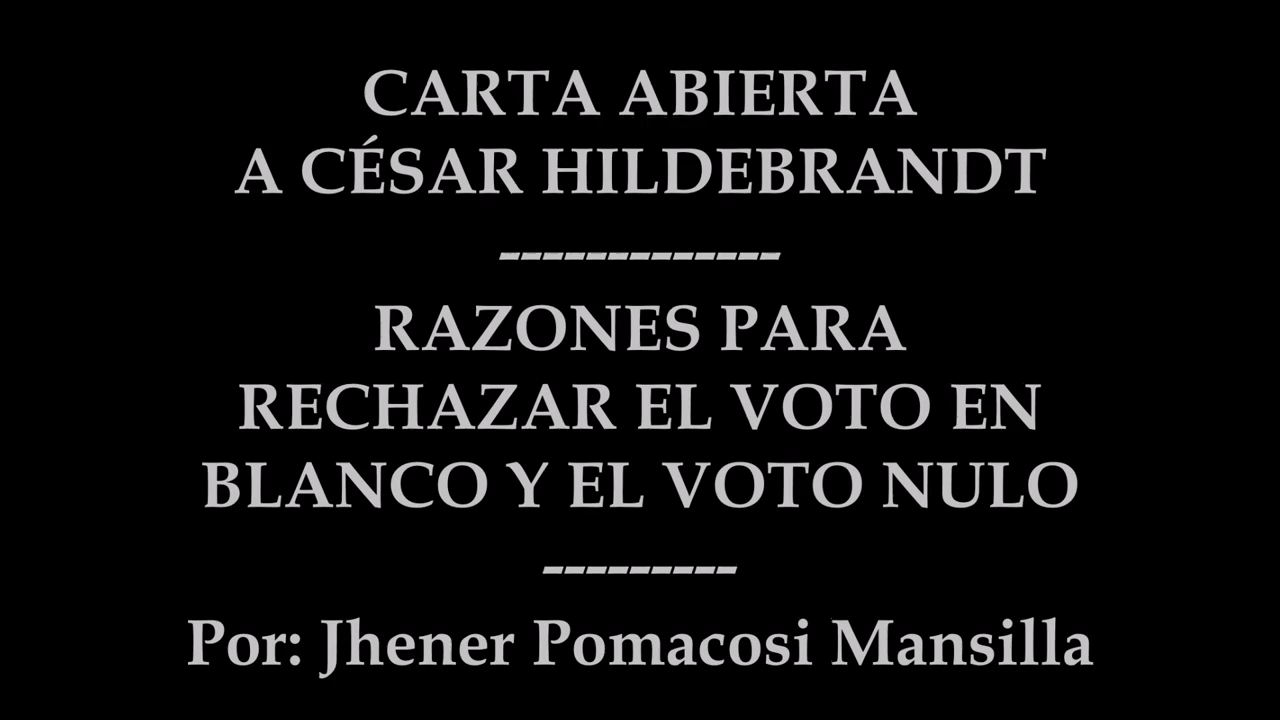 CARTA ABIERTA
A CÉSAR HILDEBRANDT
-------------
RAZONES PARA
RECHAZAR EL VOTO EN
BLANCO Y EL VOTO NULO
---------
Por: Jhener Pomacosi Mansilla